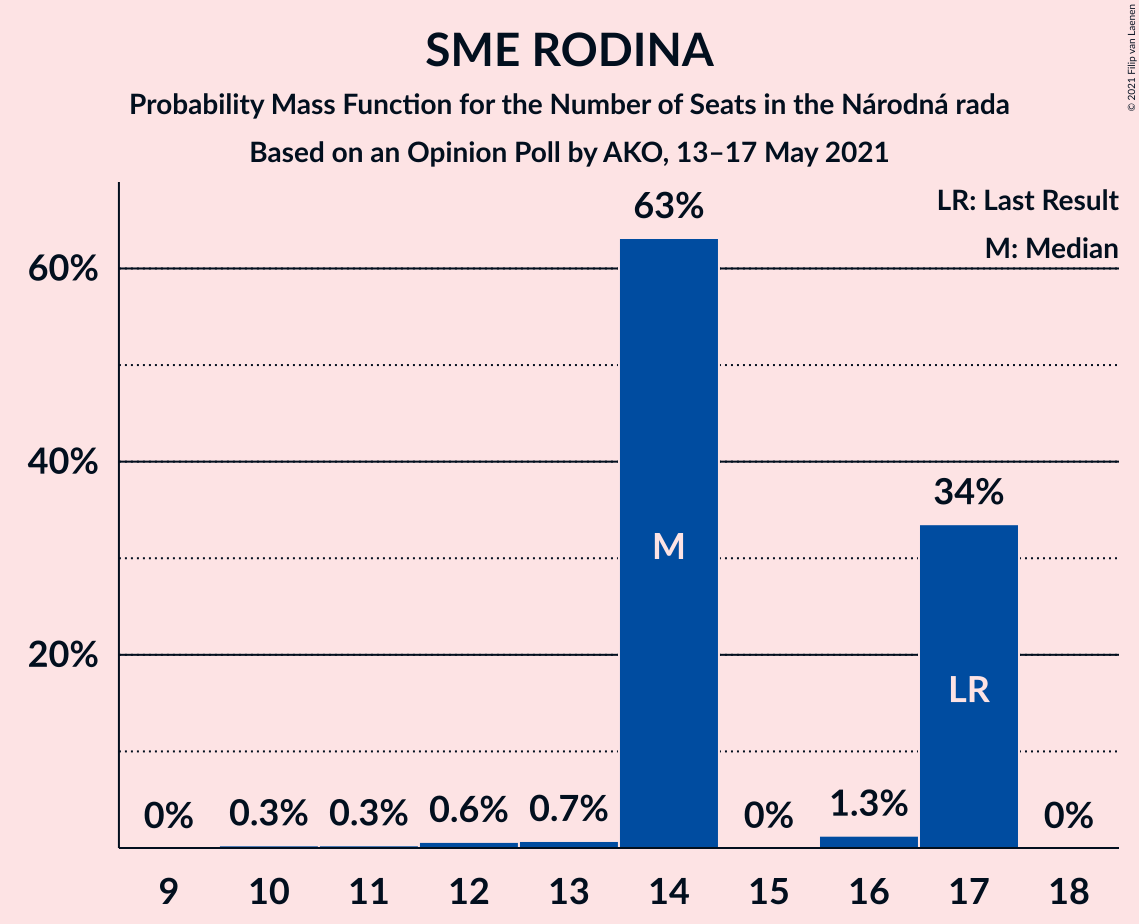 SME RODINA
Probability Mass Function for the Number of Seats in the Národná rada
Based on an Opinion Poll by AKO, 13–17 May 2021
© 2021 Filip van Laenen
LR: Last Result
M: Median
60%
40%
20%
0%
0.3%
0.3%
0.6%
0.7%
63%
M
0%
1.3%
34%
LR
0%
9 10 11 12 13 14 15 16 17 18